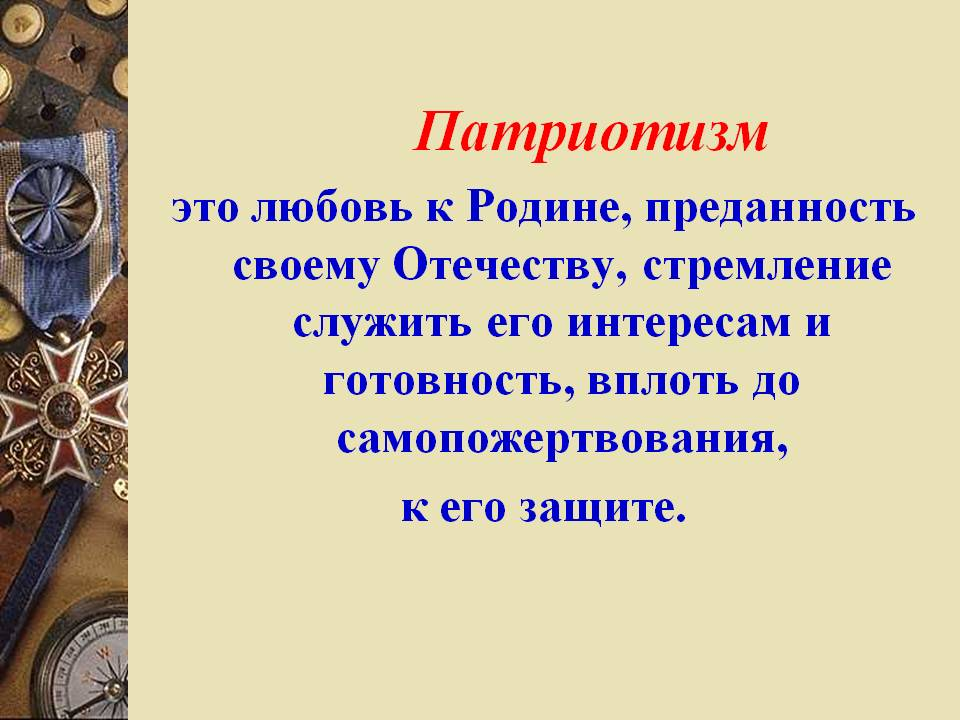 Патриотизм
это любовь к Родине, преданность
своему Отечеству, стремление
служить его интересам и
готовность, вплоть до
самопожертвования,
к его защите.